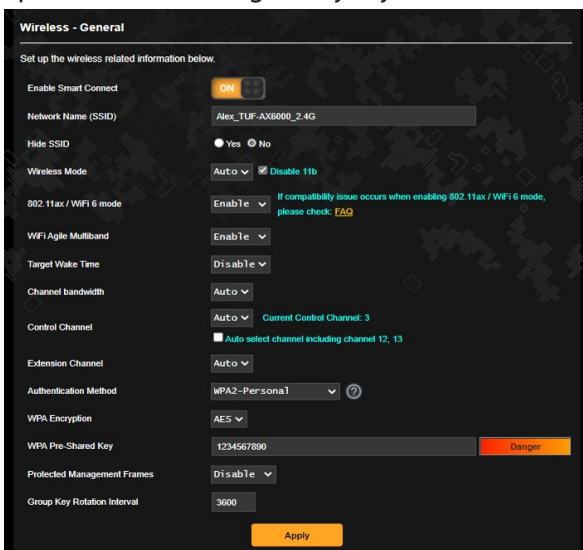 Wireless - General
Set up the wireless related information below.
Enable Smart Connect ON
Network Name (SSID) Alex_TUF-AX6000_2.4G
Hide SSID Yes No
Wireless Mode Auto Disable 11b
802.11ax / WiFi 6 mode Enable If compatibility issue occurs when enabling 802.11ax / WiFi 6 mode,
please check: FAQ
WiFi Agile Multiband Enable
Target Wake Time Disable
Channel bandwidth Auto
Control Channel Auto Current Control Channel: 3
Auto select channel including channel 12, 13
Extension Channel Auto
Authentication Method WPA2-Personal ?
WPA Encryption AES
WPA Pre-Shared Key 1234567890 Danger
Protected Management Frames Disable
Group Key Rotation Interval 3600
Apply